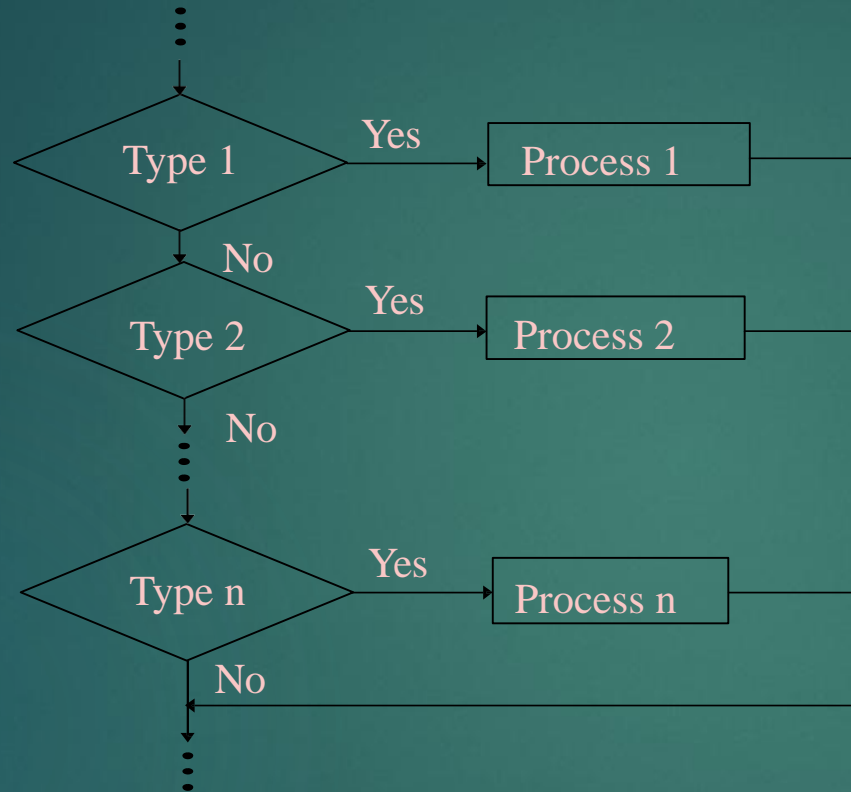 Type 1
Yes
Process 1
No
Type 2
Yes
Process 2
No
Type n
Yes
Process n
No